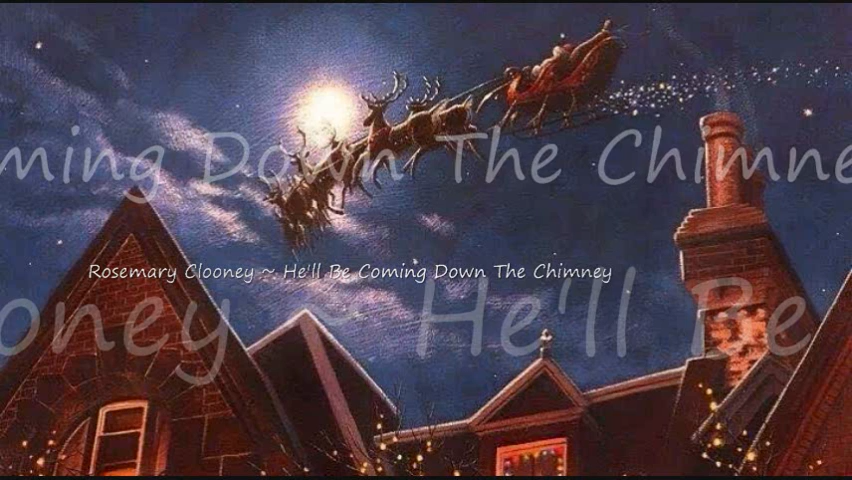 ming Down The Chimne
Rosemary Clooney ~ He'll Be Coming Down The Chimney
oney ~ He'll Be